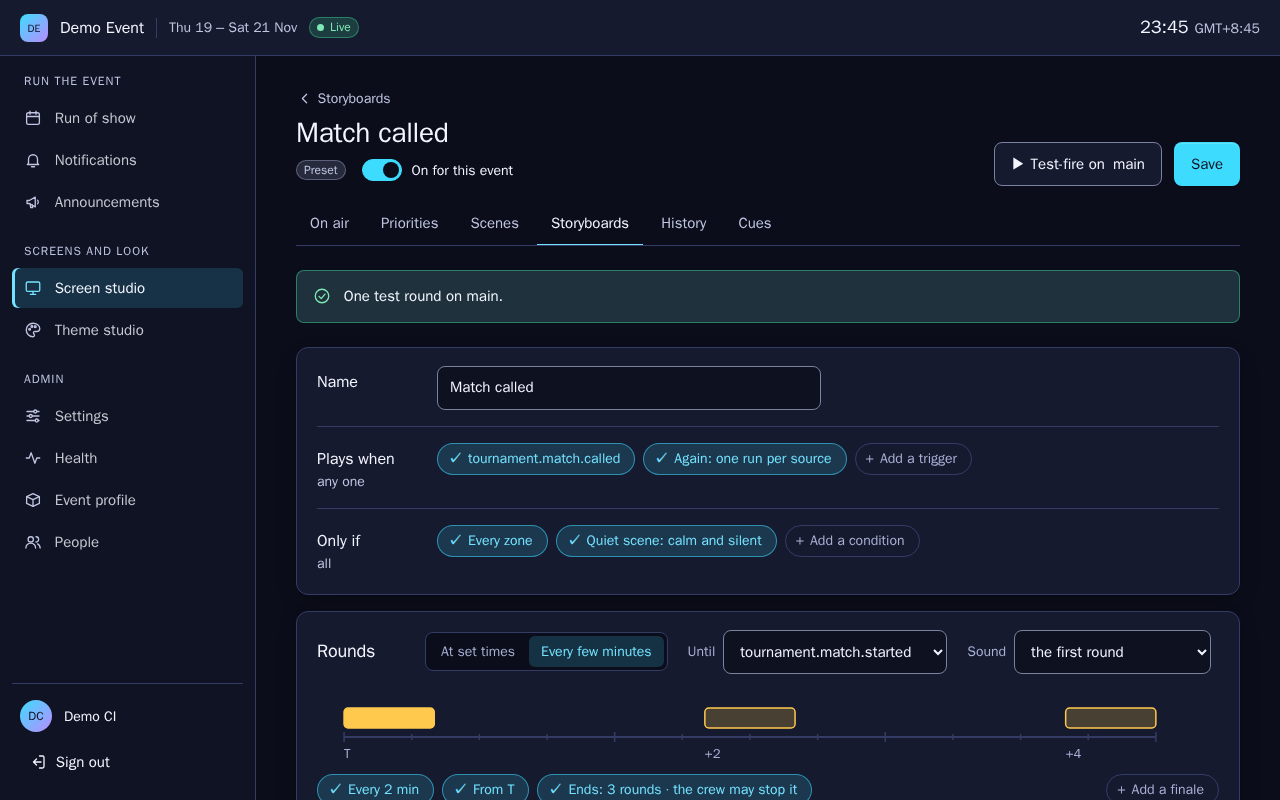 DE Demo Event Thu 19 – Sat 21 Nov Live 23:45 GMT+8:45
RUN THE EVENT
Run of show
Notifications
Announcements
SCREENS AND LOOK
Screen studio
Theme studio
ADMIN
Settings
Health
Event profile
People
DC Demo CI
Sign out
Storyboards
Match called
Preset On for this event
Test-fire on main Save
On air Priorities Scenes Storyboards History Cues
One test round on main.
Name Match called
Plays when ✓ tournament.match.called ✓ Again: one run per source + Add a trigger
any one
Only if ✓ Every zone ✓ Quiet scene: calm and silent + Add a condition
all
Rounds At set times Every few minutes Until tournament.match.started Sound the first round
T +2 +4
✓ Every 2 min ✓ From T ✓ Ends: 3 rounds · the crew may stop it + Add a finale